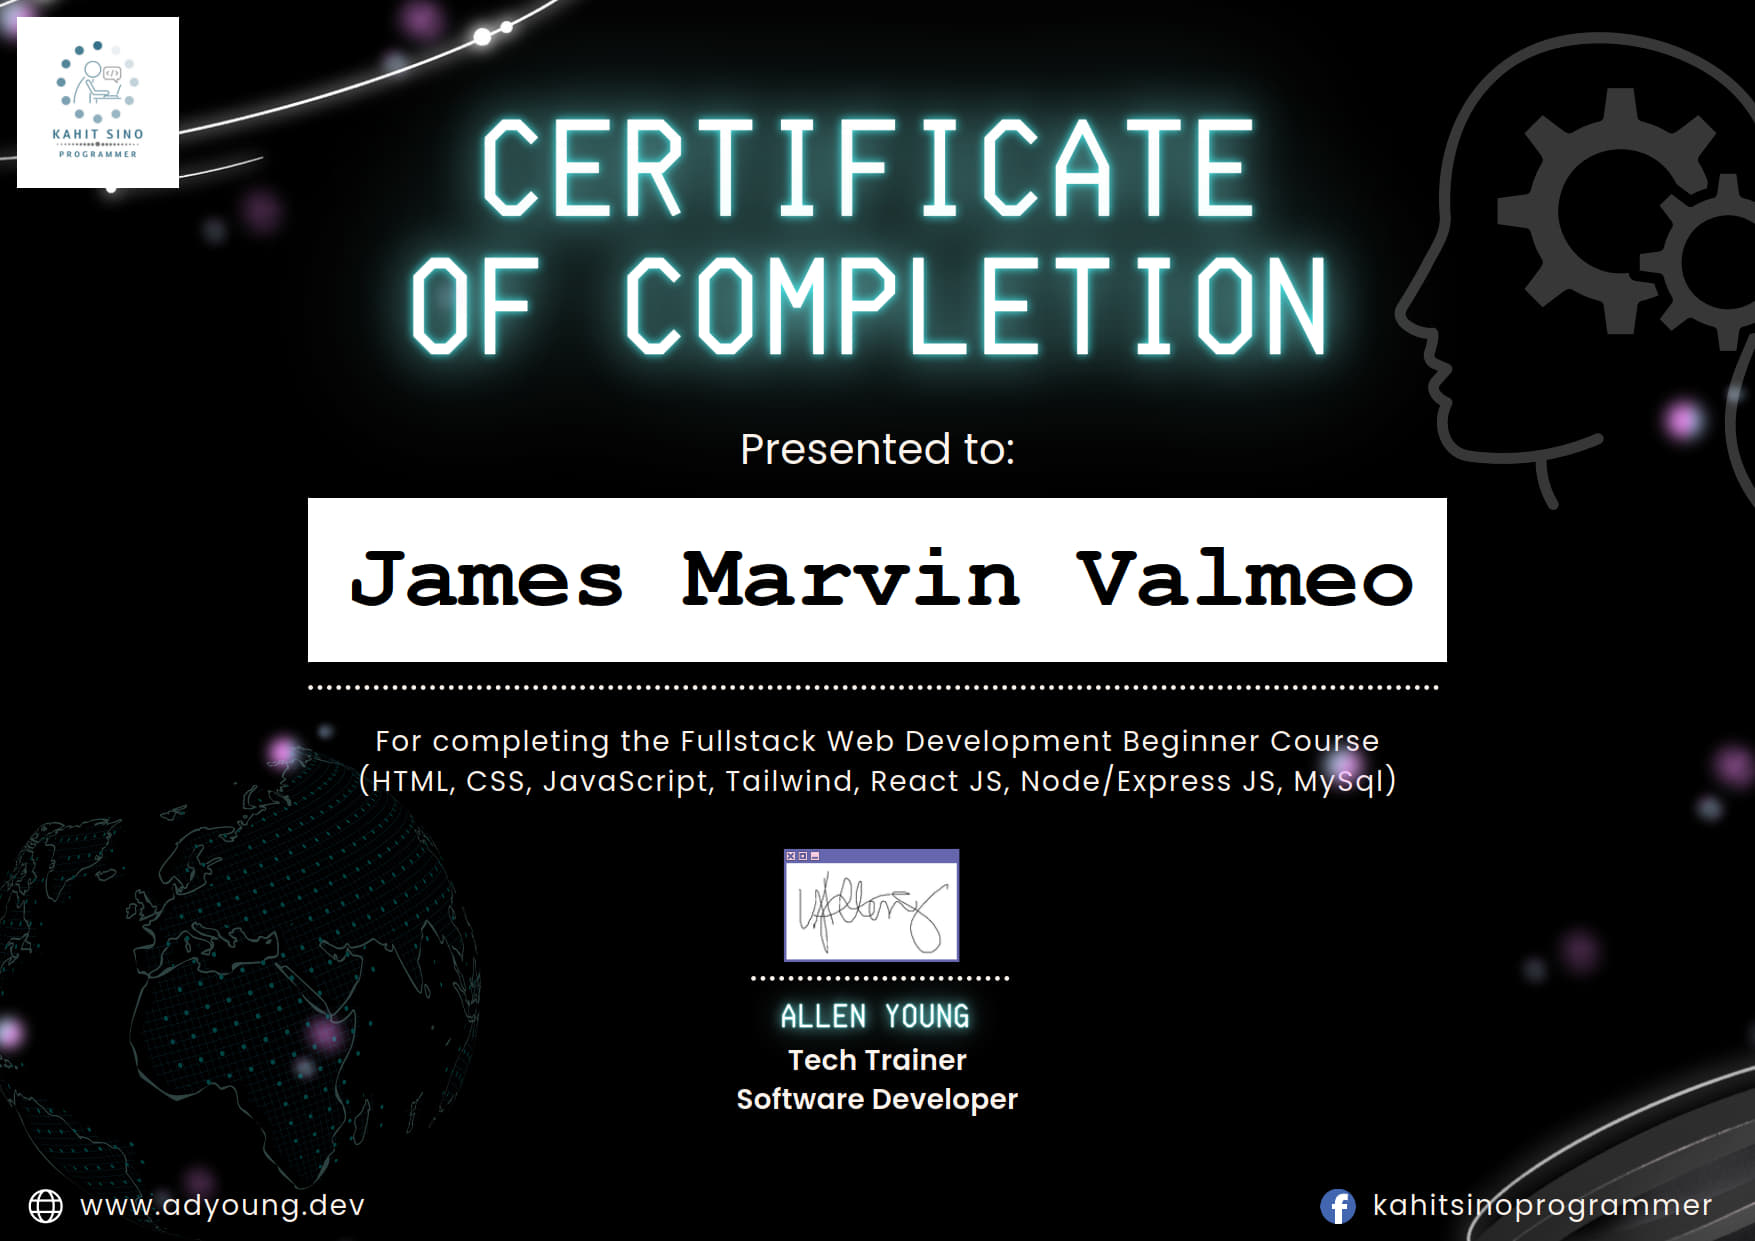 KAHIT SINO
PROGRAMMER
CERTIFICATE
OF COMPLETION
Presented to:
James Marvin Valmeo
For completing the Fullstack Web Development Beginner Course
(HTML, CSS, JavaScript, Tailwind, React JS, Node/Express JS, MySql)
ALLEN YOUNG
Tech Trainer
Software Developer
www.adyoung.dev
kahitsinoprogrammer